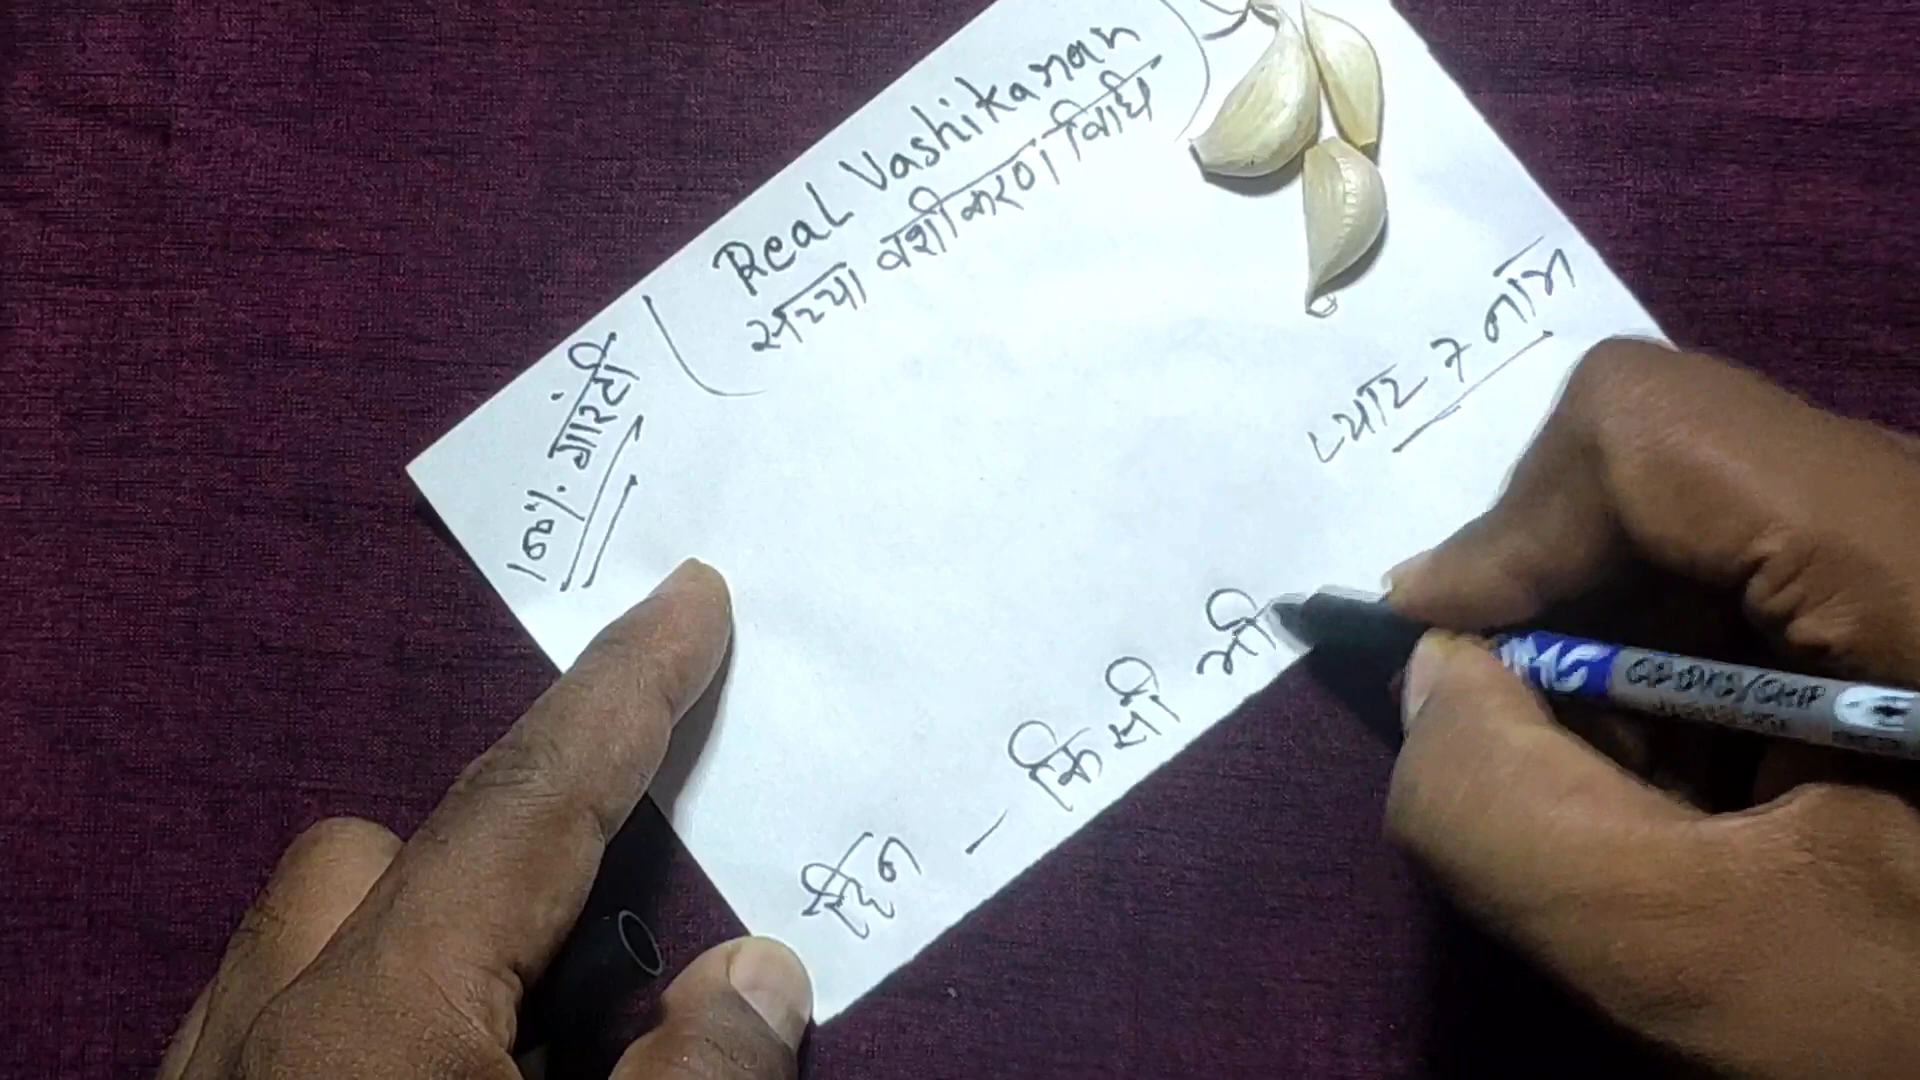 Real Vashikaran
सच्चा वशीकरण विधि
100% गारंटी
प्यार 7 नाम
दिन - किसी भी